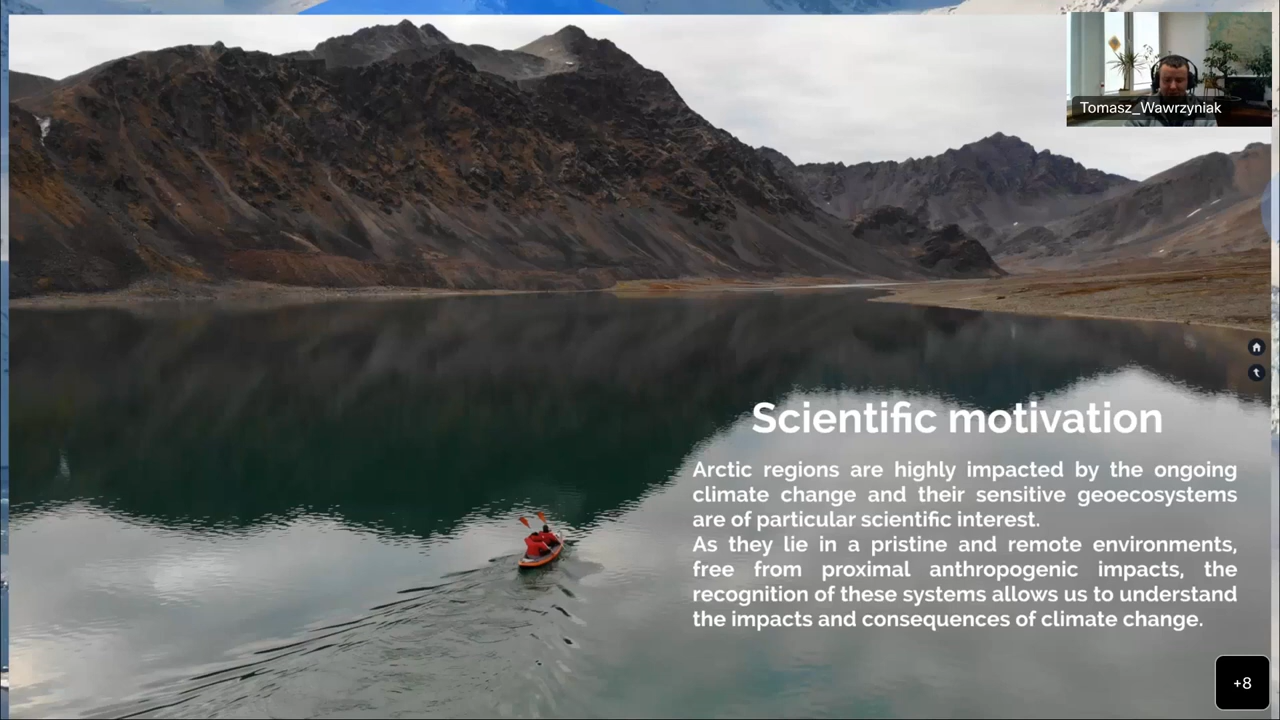 Tomasz_Wawrzyniak
Scientific motivation
Arctic regions are highly impacted by the ongoing
climate change and their sensitive geoecosystems
are of particular scientific interest.
As they lie in a pristine and remote environments,
free from proximal anthropogenic impacts, the
recognition of these systems allows us to understand
the impacts and consequences of climate change.
+8